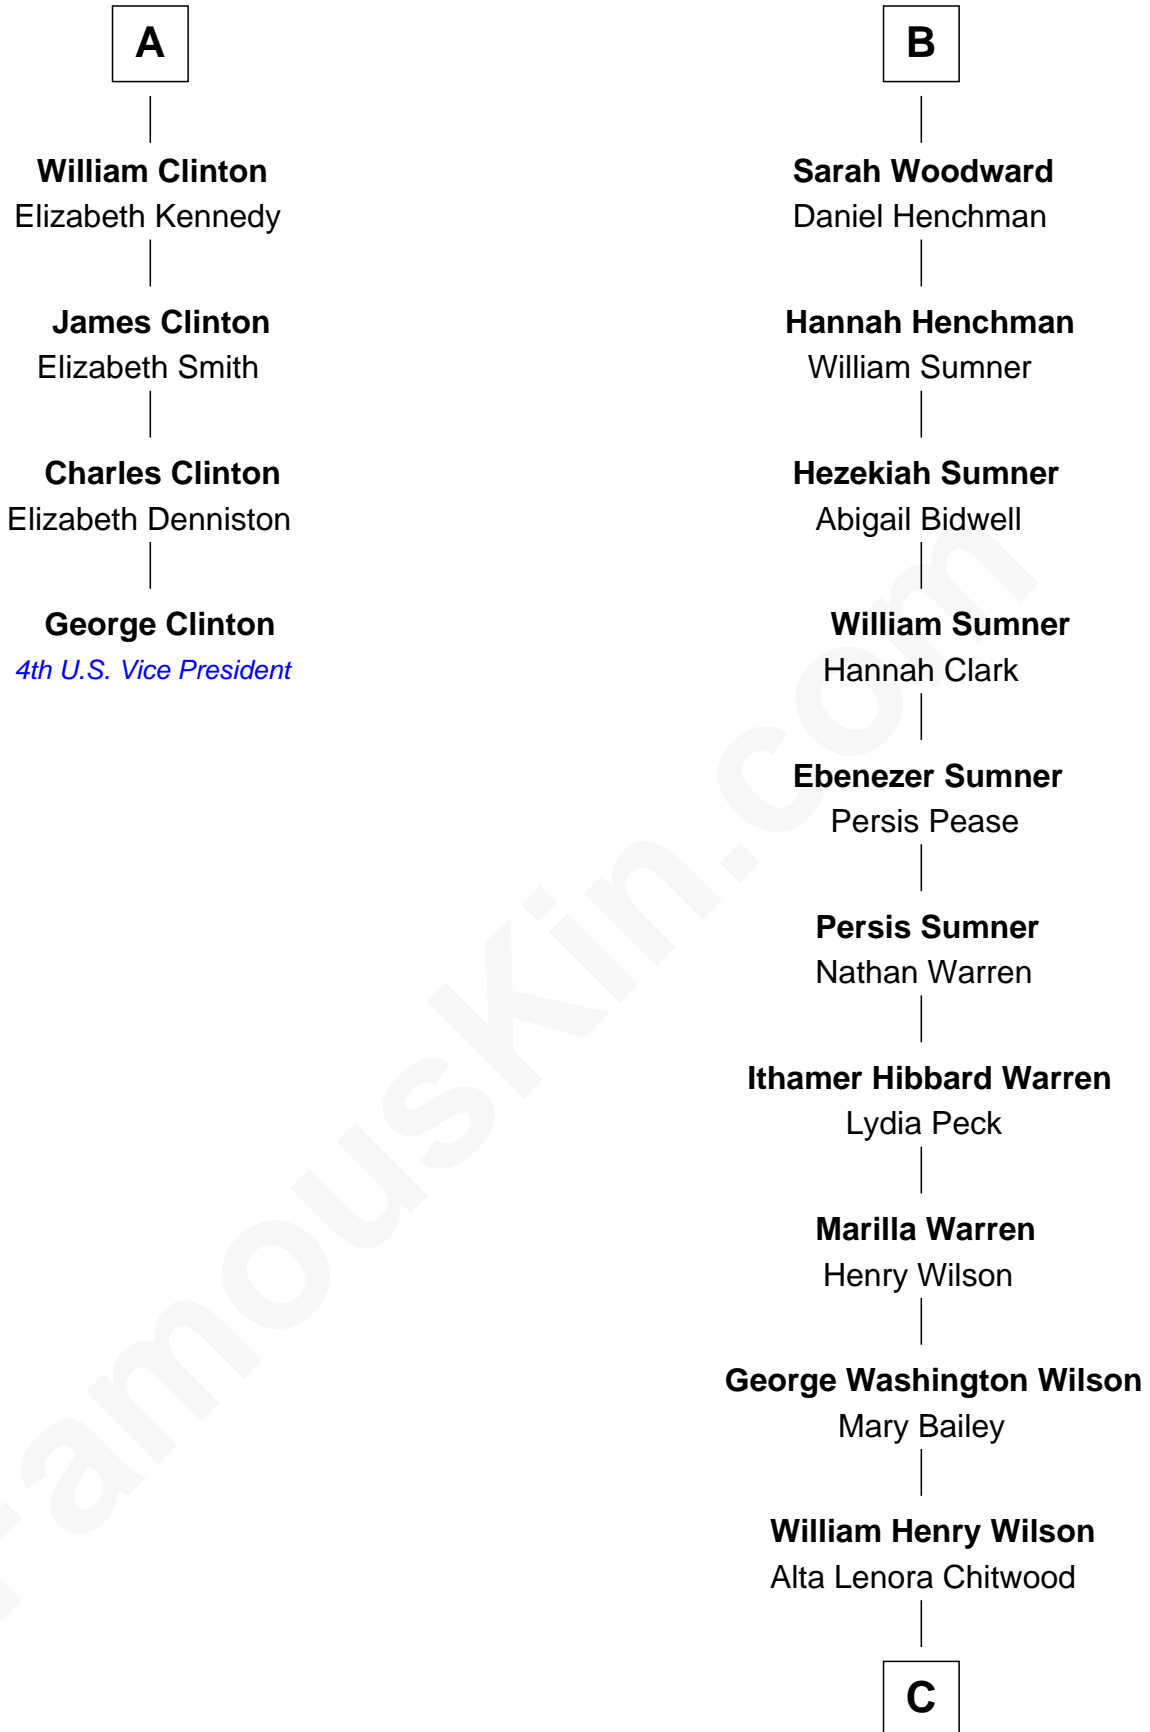 A
William Clinton
Elizabeth Kennedy
James Clinton
Elizabeth Smith
Charles Clinton
Elizabeth Denniston
George Clinton
4th U.S. Vice President
B
Sarah Woodward
Daniel Henchman
Hannah Henchman
William Sumner
Hezekiah Sumner
Abigail Bidwell
William Sumner
Hannah Clark
Ebenezer Sumner
Persis Pease
Persis Sumner
Nathan Warren
Ithamer Hibbard Warren
Lydia Peck
Marilla Warren
Henry Wilson
George Washington Wilson
Mary Bailey
William Henry Wilson
Alta Lenora Chitwood
C
FamousKin.com